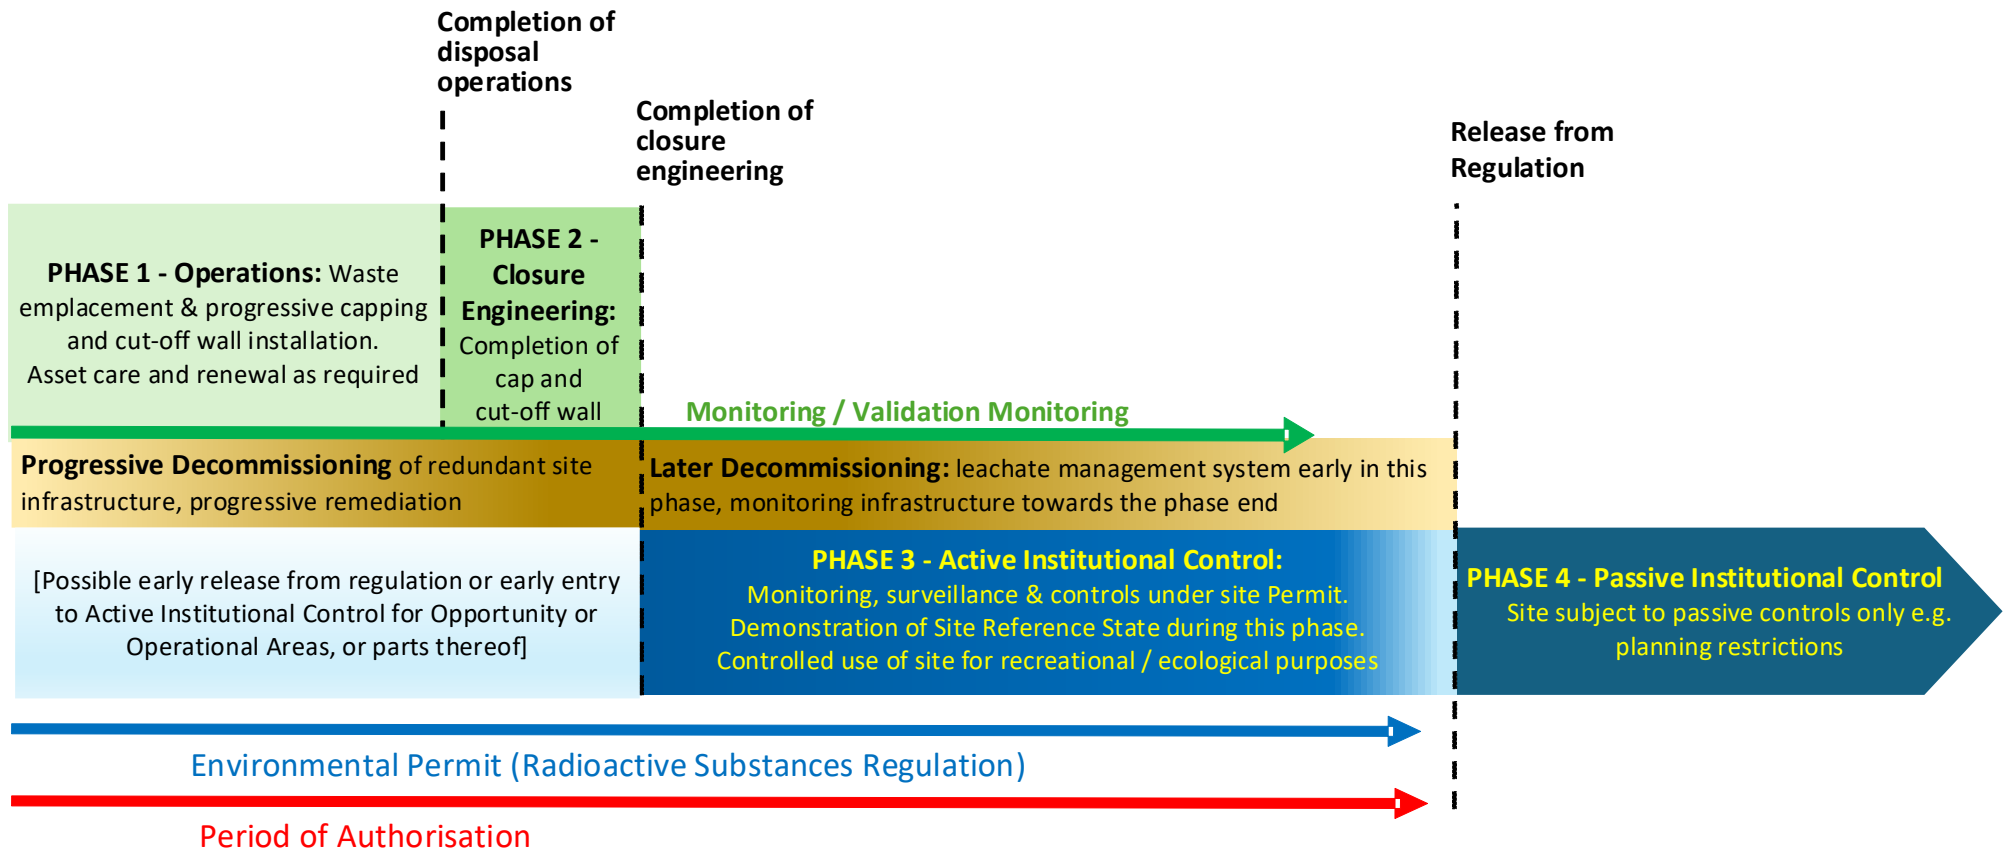 Completion of
disposal
operations
Completion of
closure
engineering
Release from
Regulation
PHASE 1 - Operations: Waste
emplacement & progressive capping
and cut-off wall installation.
Asset care and renewal as required
PHASE 2 -
Closure
Engineering:
Completion of
cap and
cut-off wall
Monitoring / Validation Monitoring
Progressive Decommissioning of redundant site
infrastructure, progressive remediation
Later Decommissioning: leachate management system early in this
phase, monitoring infrastructure towards the phase end
[Possible early release from regulation or early entry
to Active Institutional Control for Opportunity or
Operational Areas, or parts thereof]
PHASE 3 - Active Institutional Control:
Monitoring, surveillance & controls under site Permit.
Demonstration of Site Reference State during this phase.
Controlled use of site for recreational / ecological purposes
PHASE 4 - Passive Institutional Control
Site subject to passive controls only e.g.
planning restrictions
Environmental Permit (Radioactive Substances Regulation)
Period of Authorisation